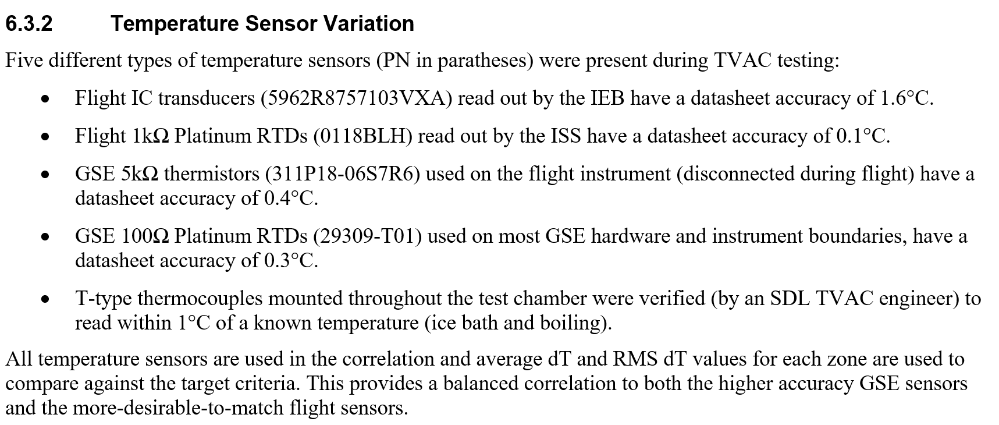 6.3.2 Temperature Sensor Variation
Five different types of temperature sensors (PN in paratheses) were present during TVAC testing:
• Flight IC transducers (5962R8757103VXA) read out by the IEB have a datasheet accuracy of 1.6°C.
• Flight 1kΩ Platinum RTDs (0118BLH) read out by the ISS have a datasheet accuracy of 0.1°C.
• GSE 5kΩ thermistors (311P18-06S7R6) used on the flight instrument (disconnected during flight) have a
datasheet accuracy of 0.4°C.
• GSE 100Ω Platinum RTDs (29309-T01) used on most GSE hardware and instrument boundaries, have a
datasheet accuracy of 0.3°C.
• T-type thermocouples mounted throughout the test chamber were verified (by an SDL TVAC engineer) to
read within 1°C of a known temperature (ice bath and boiling).
All temperature sensors are used in the correlation and average dT and RMS dT values for each zone are used to
compare against the target criteria. This provides a balanced correlation to both the higher accuracy GSE sensors
and the more-desirable-to-match flight sensors.